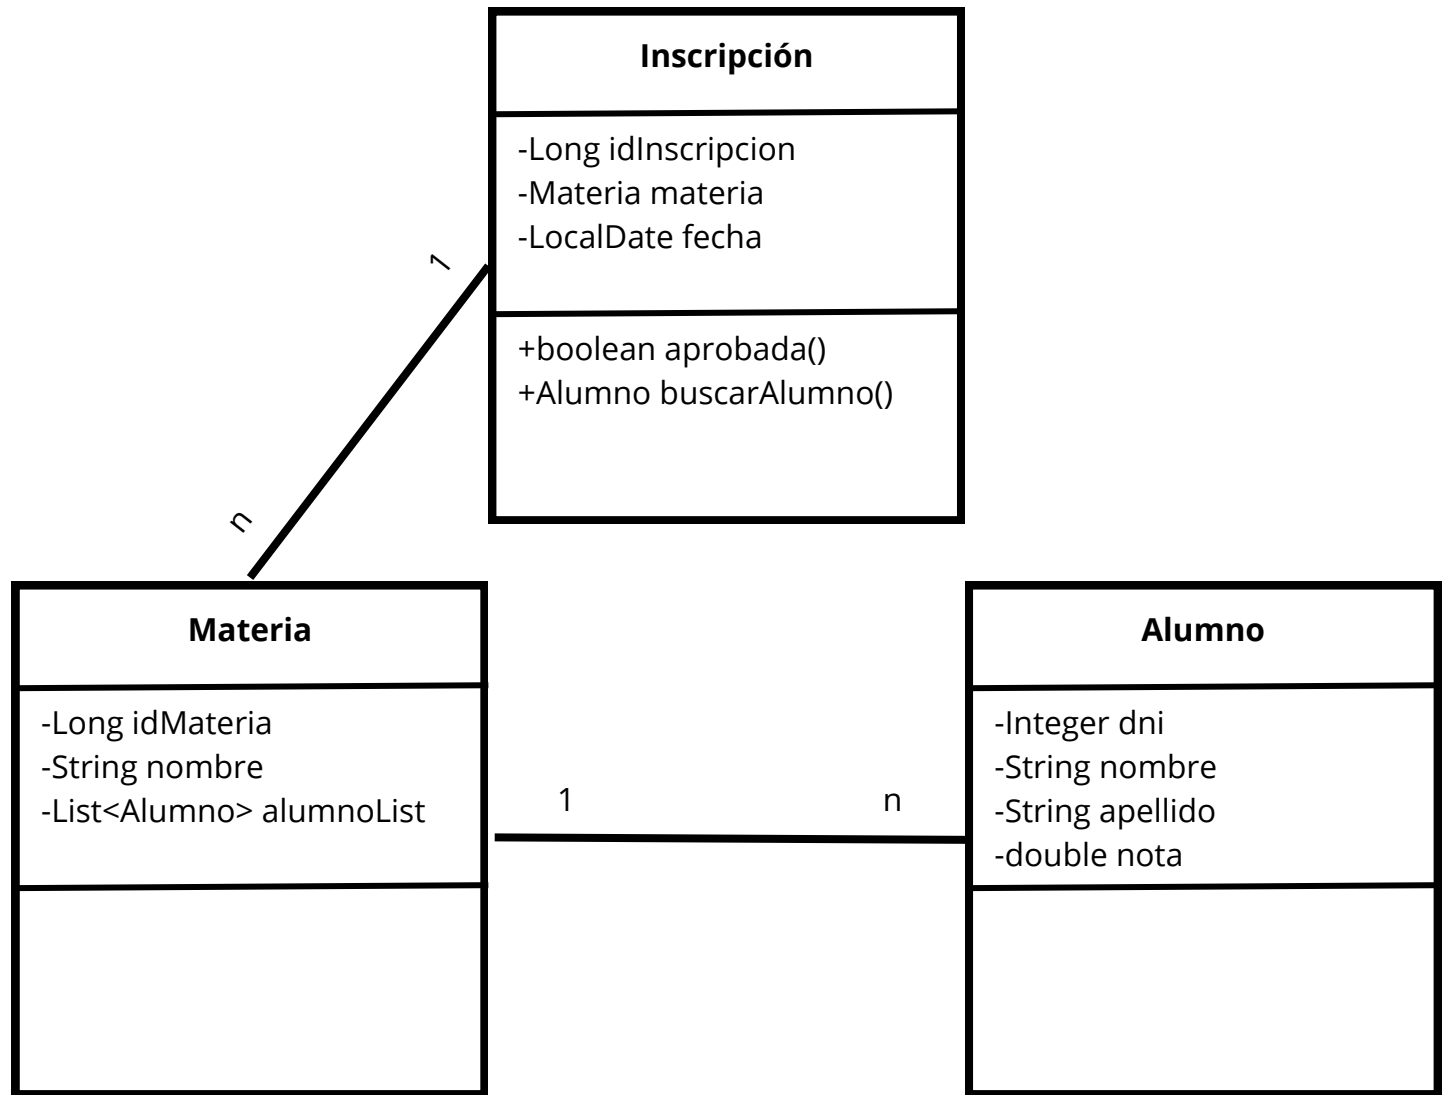 Inscripción
-Long idInscripcion
-Materia materia
-LocalDate fecha
+boolean aprobada()
+Alumno buscarAlumno()
1
n
Materia
-Long idMateria
-String nombre
-List<Alumno> alumnoList
1
n
Alumno
-Integer dni
-String nombre
-String apellido
-double nota